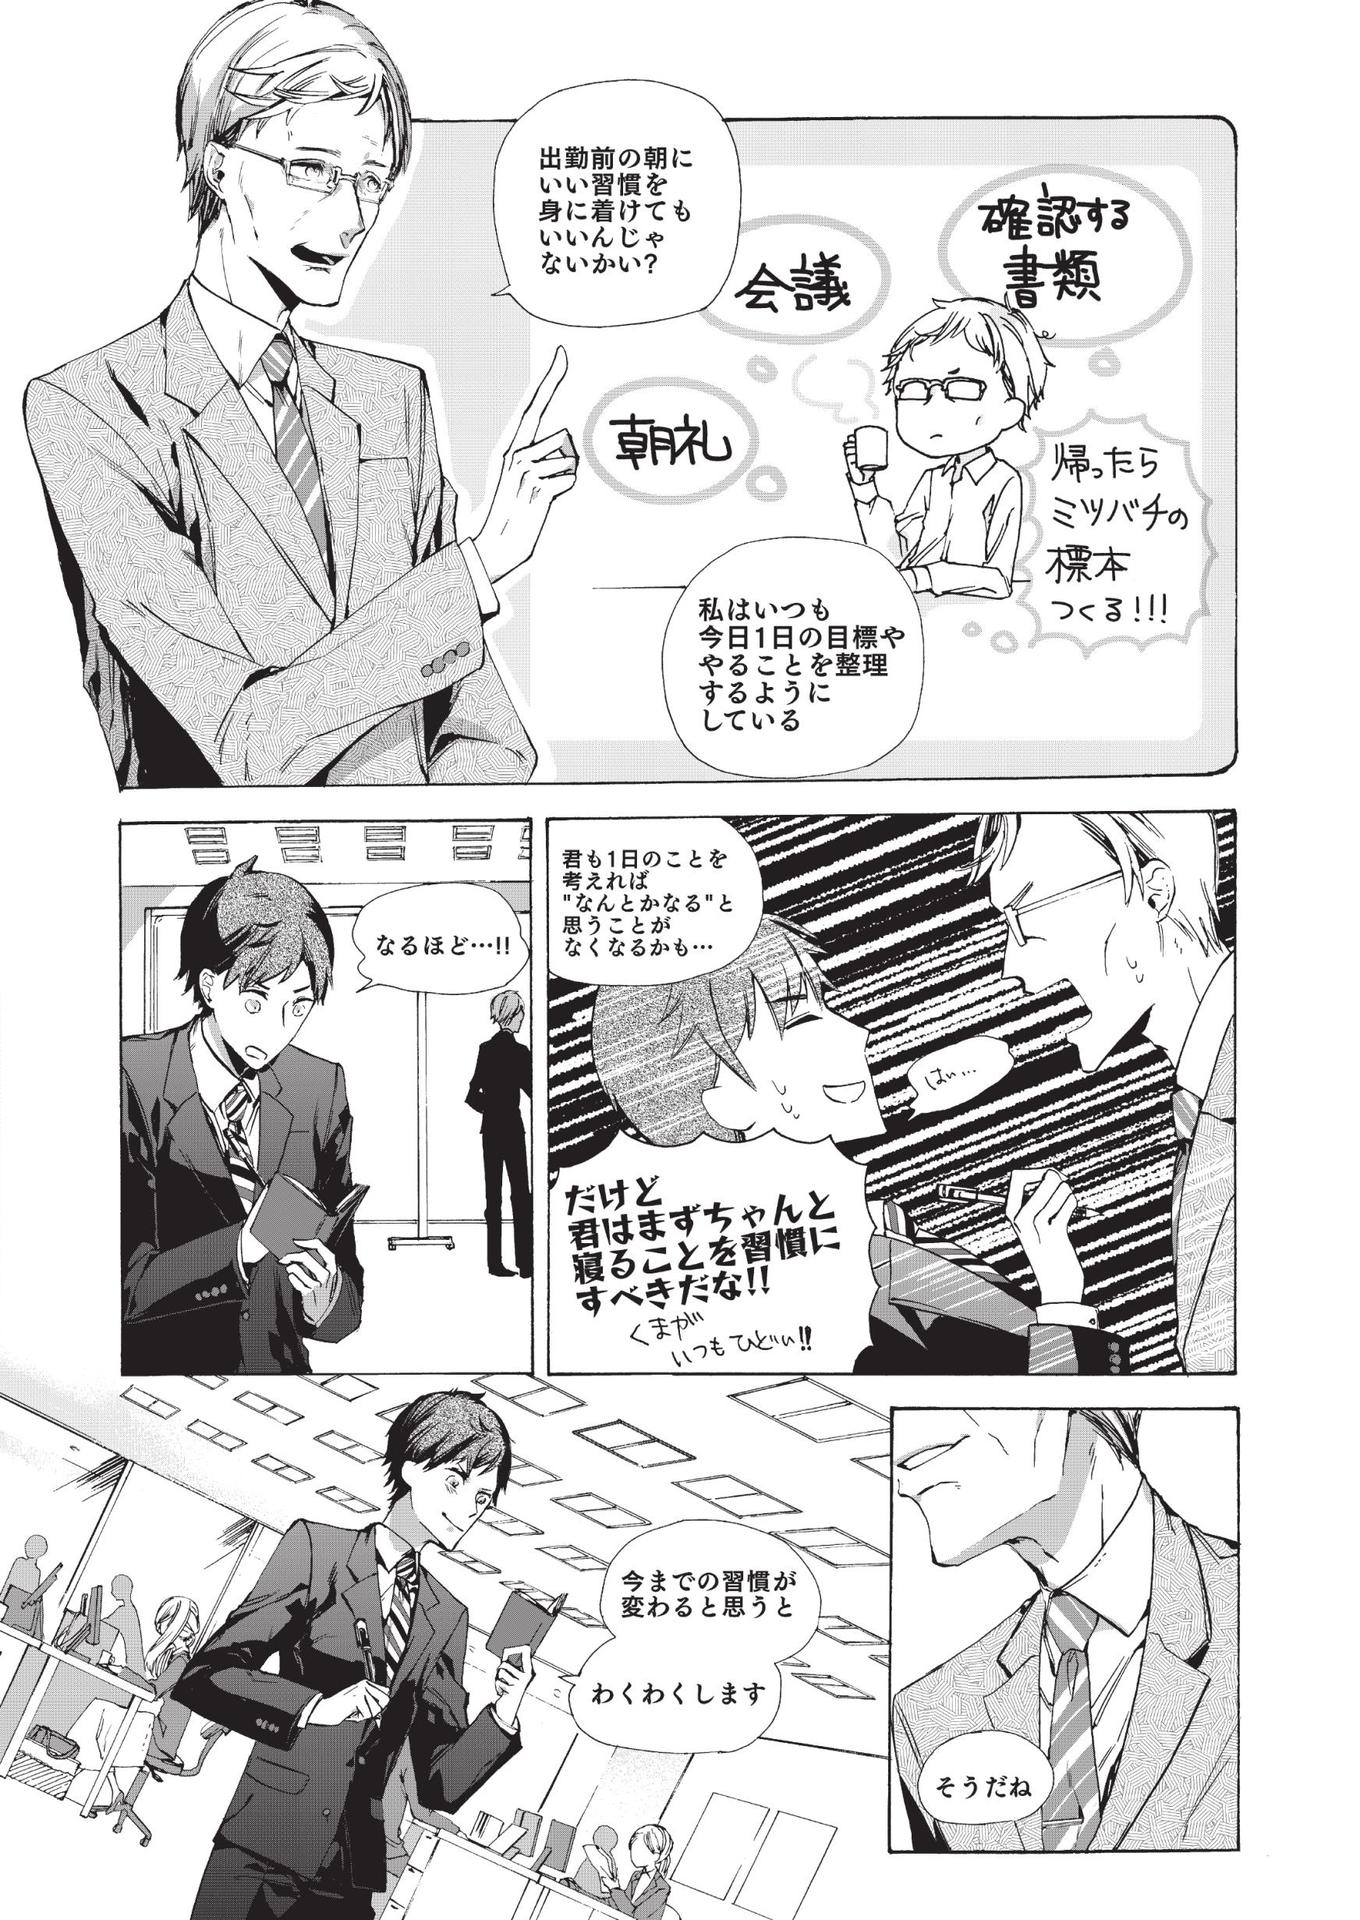 出勤前の朝に
いい習慣を
身に着けても
いいんじゃ
ないかい?
朝礼
会議
確認する
書類
帰ったら
ミツバチの
標本
つくる!!!
私はいつも
今日1日の目標や
やることを整理
するように
している
なるほど…!!
君も1日のことを
考えれば
"なんとかなる"と
思うことが
なくなるかも…
はい…
だけど
君はまずちゃんと
寝ることを習慣に
すべきだな!!
くまが
いつもひどい!!
今までの習慣が
変わると思うと
わくわくします
そうだね